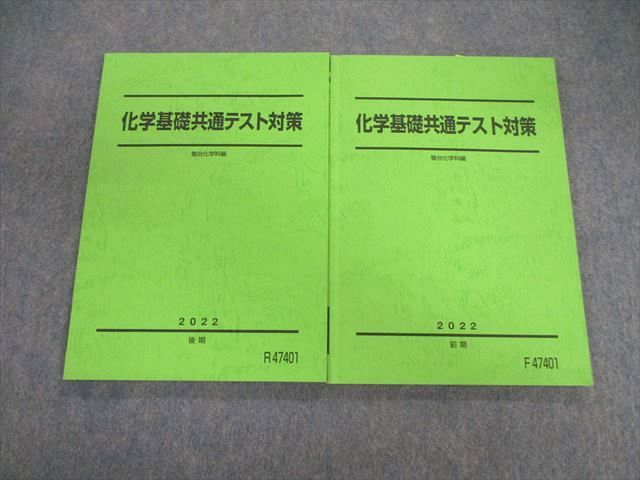 化学基礎共通テスト対策
駿台化学科編
2022
後期
R47401
化学基礎共通テスト対策
駿台化学科編
2022
前期
F47401